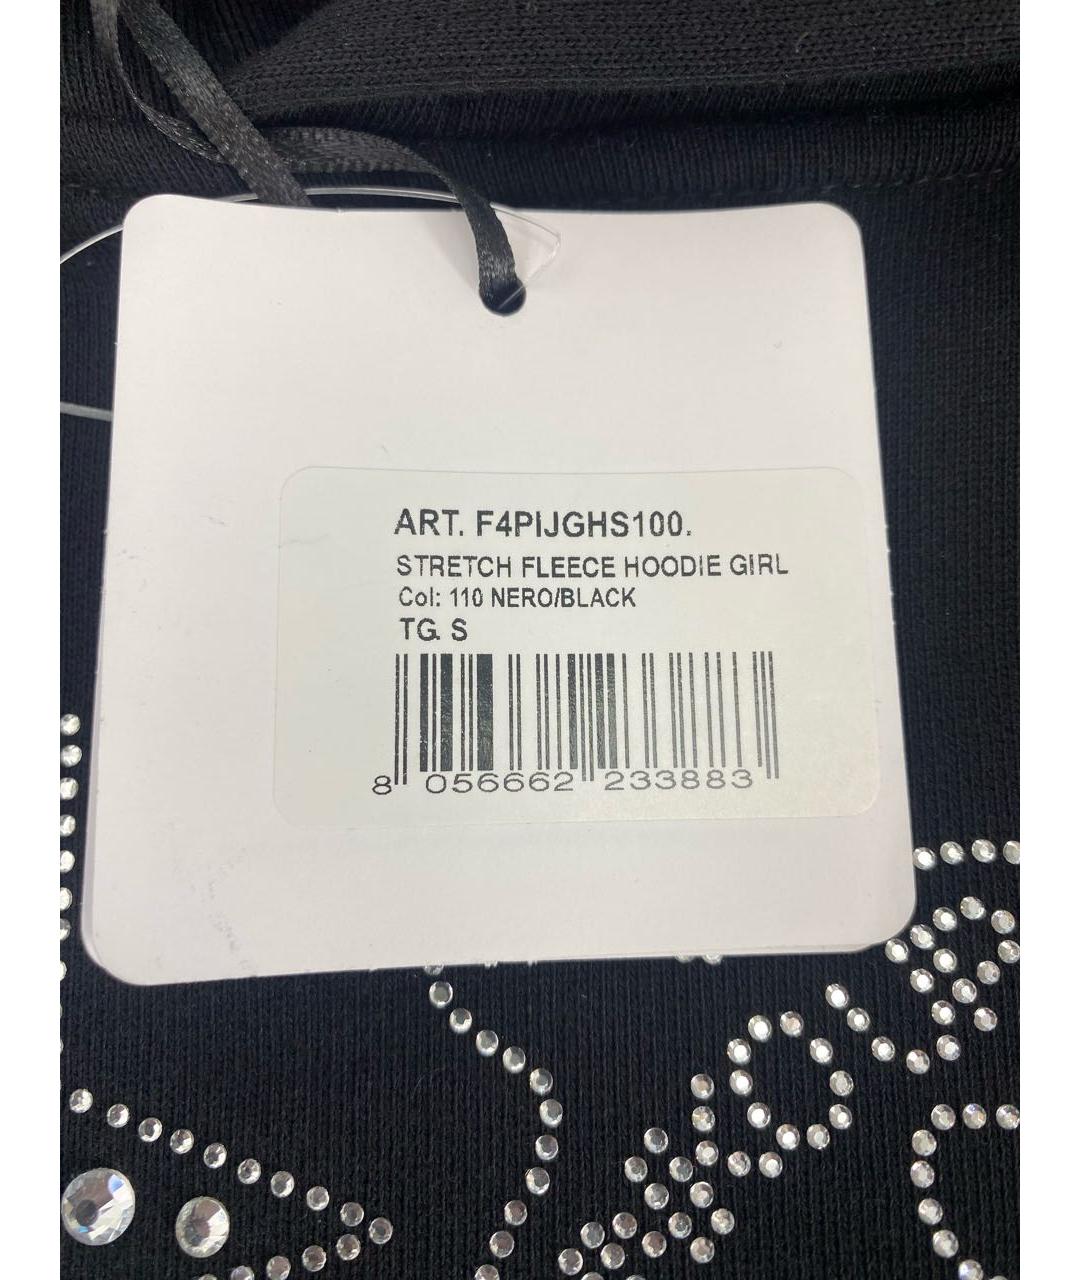 ART. F4PIJGHS100.
STRETCH FLEECE HOODIE GIRL
Col: 110 NERO/BLACK
TG. S
8 056662 233883